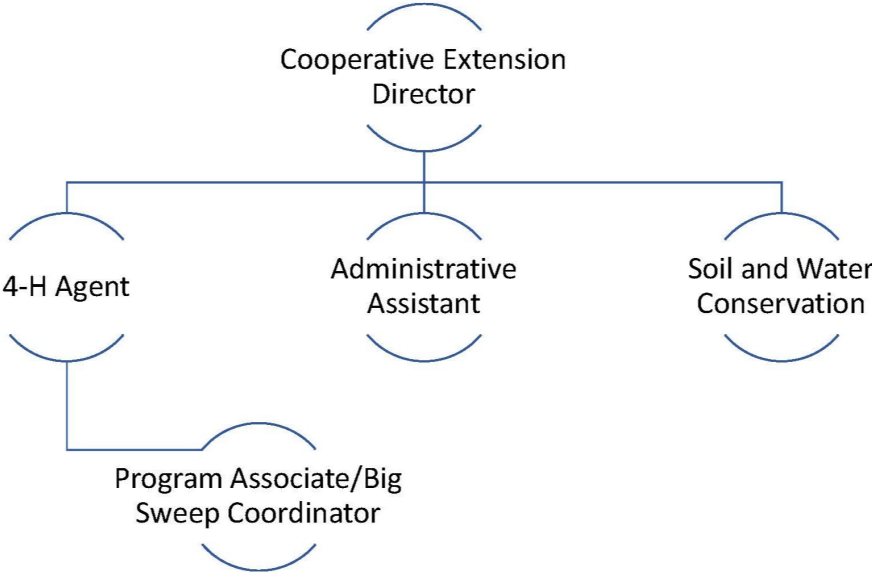 Cooperative Extension
Director
4-H Agent
Administrative
Assistant
Soil and Water
Conservation
Program Associate/Big
Sweep Coordinator